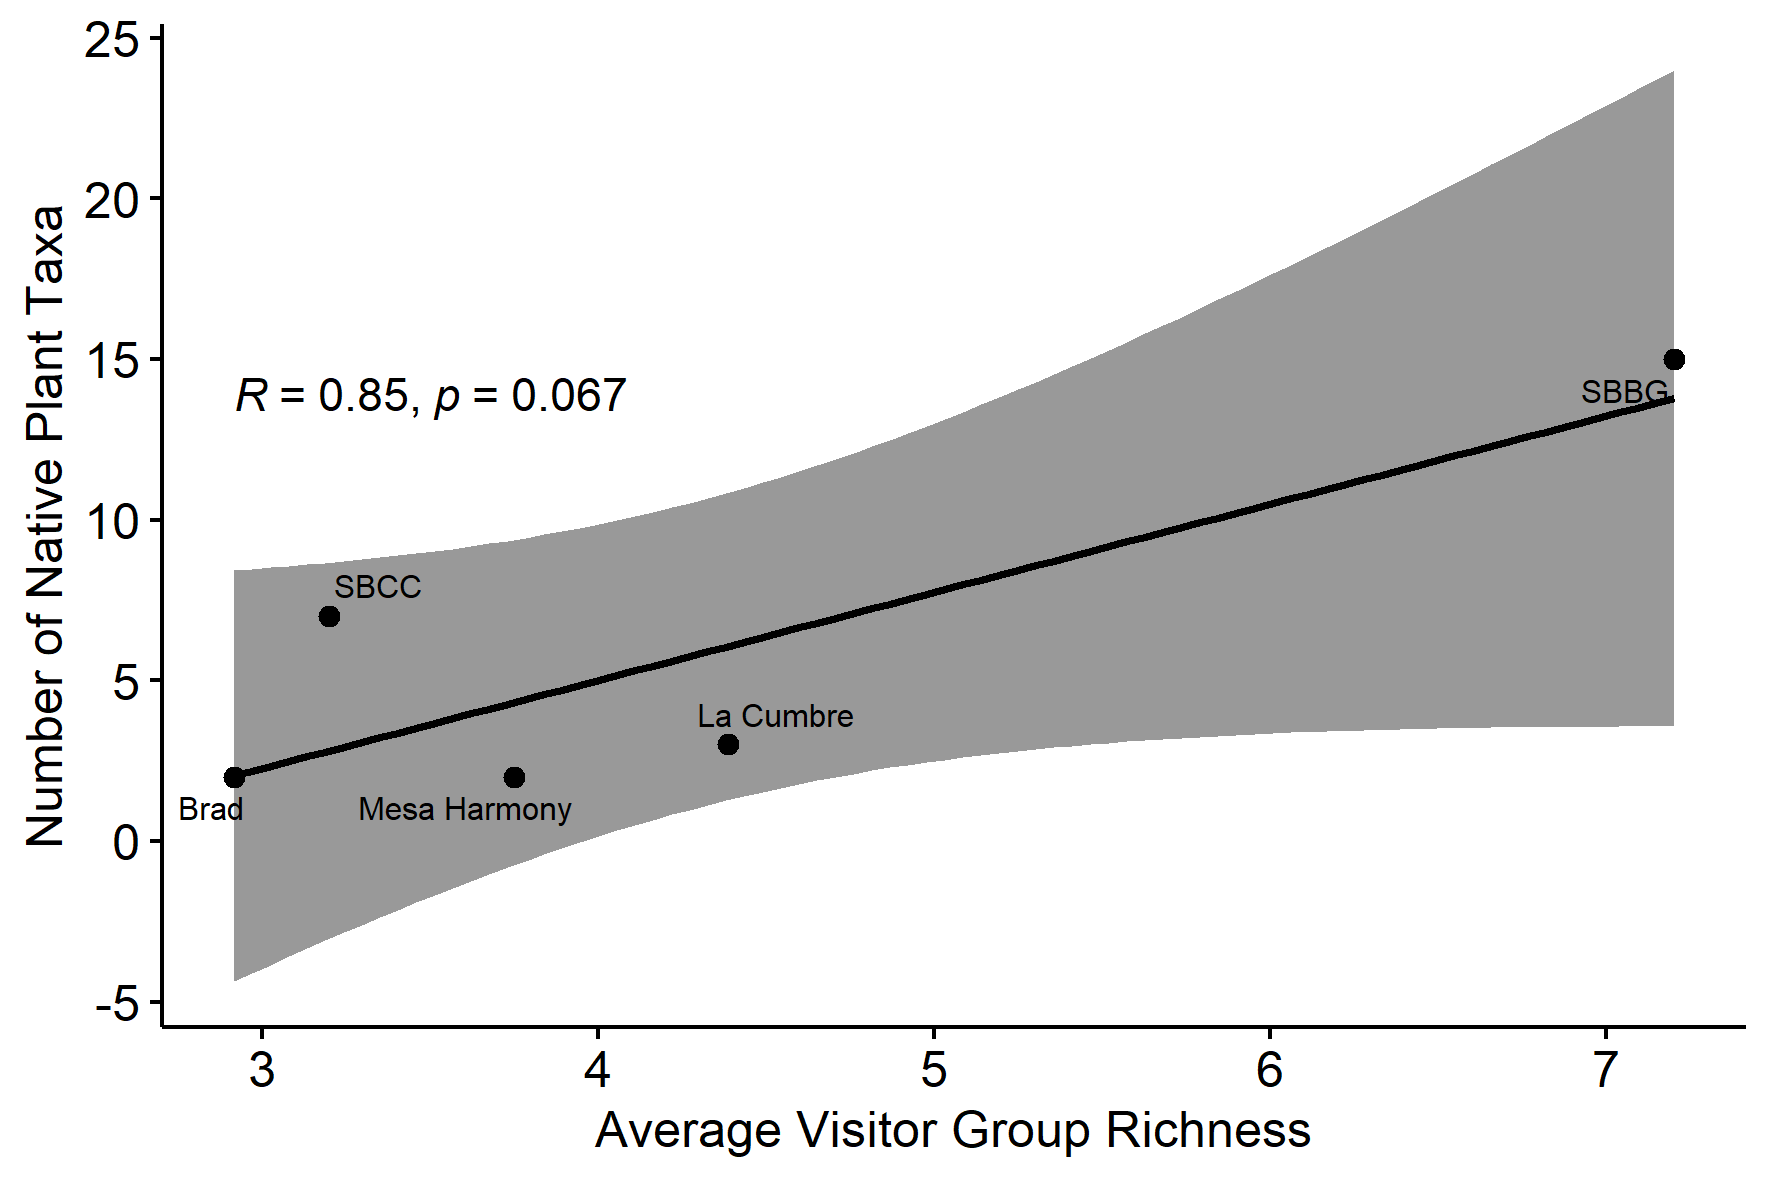 25
20
15
10
5
0
-5
Number of Native Plant Taxa
R = 0.85, p = 0.067
SBBG
SBCC
La Cumbre
Brad
Mesa Harmony
3 4 5 6 7
Average Visitor Group Richness